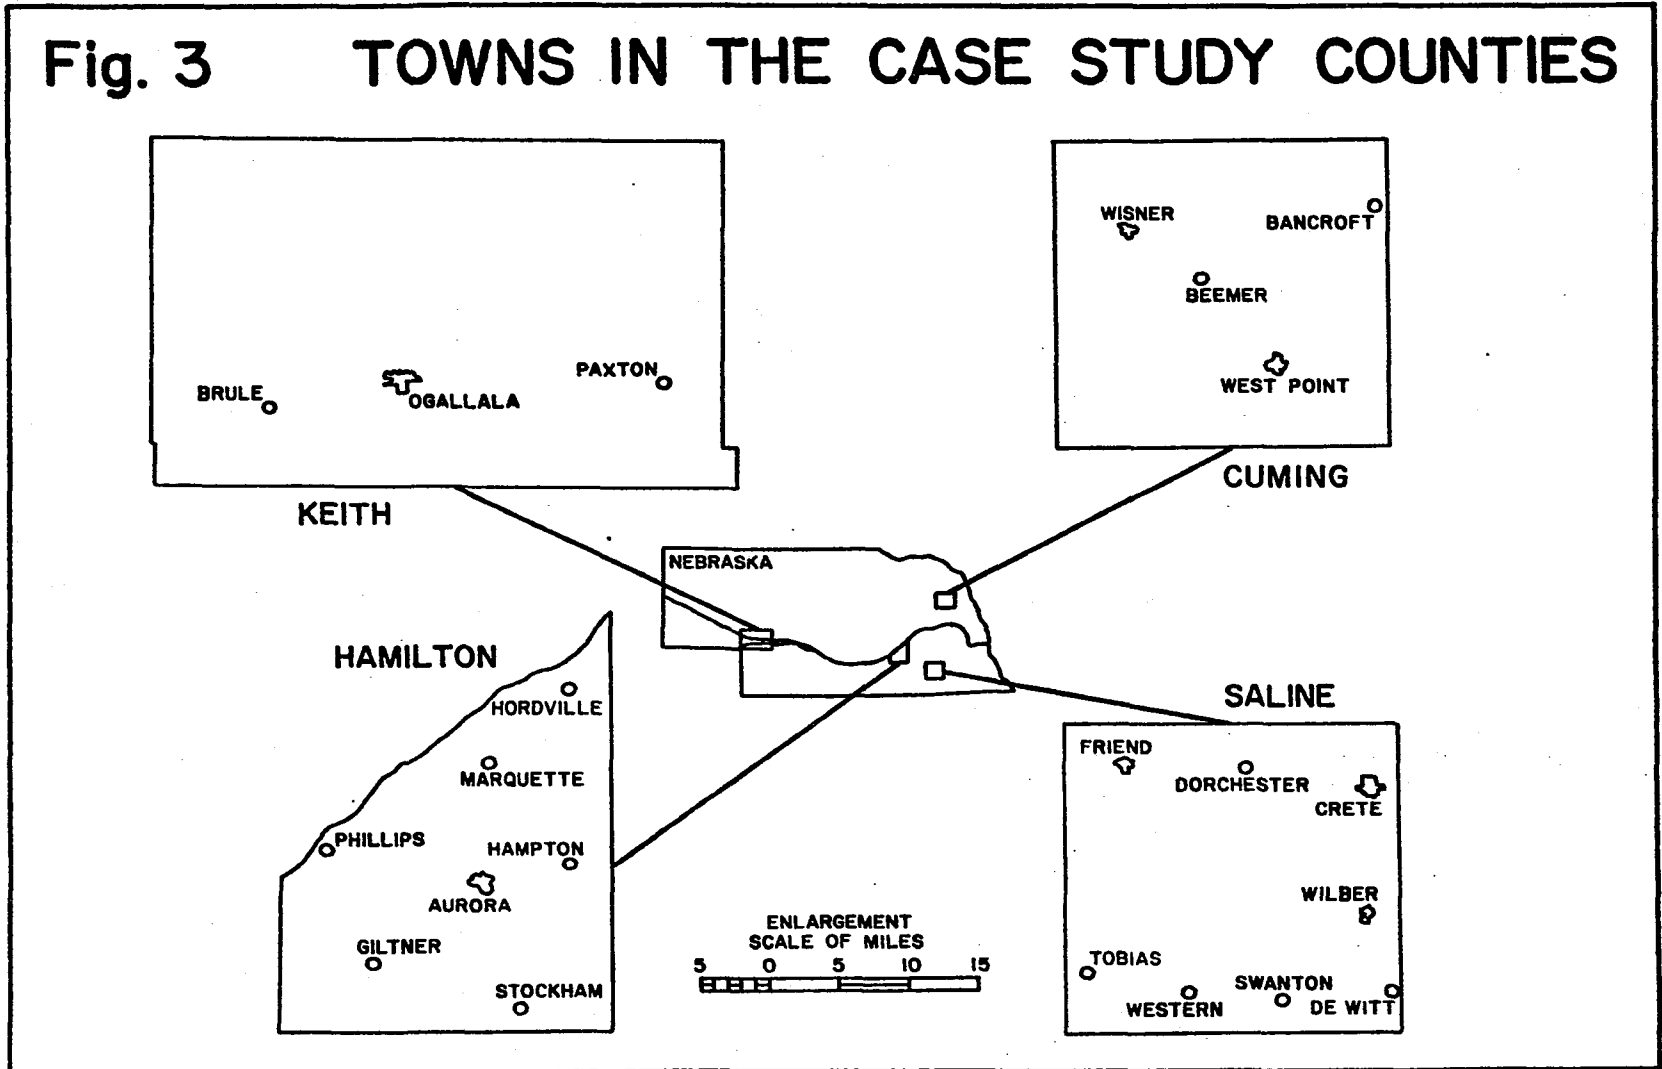 Fig. 3 TOWNS IN THE CASE STUDY COUNTIES
BRULE
OGALLALA
PAXTON
KEITH
WISNER
BANCROFT
BEEMER
WEST POINT
CUMING
NEBRASKA
HAMILTON
HORDVILLE
MARQUETTE
PHILLIPS
HAMPTON
AURORA
GILTNER
STOCKHAM
ENLARGEMENT
SCALE OF MILES
5 0 5 10 15
SALINE
FRIEND
DORCHESTER
CRETE
WILBER
TOBIAS
WESTERN
SWANTON
DE WITT